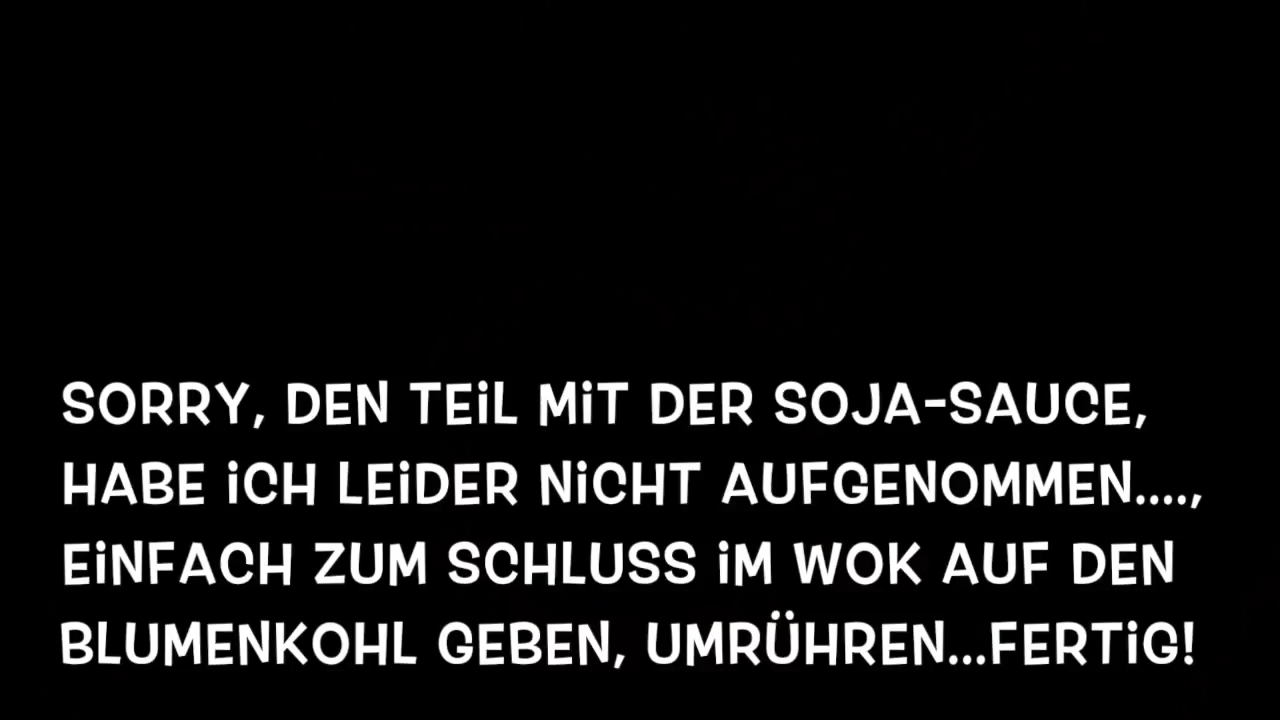 SORRY, DEN TEiL MiT DER SOJA-SAUCE,
HABE iCH LEiDER NiCHT AUFGENOMMEN....,
EiNFACH ZUM SCHLUSS iM WOK AUF DEN
BLUMENKOHL GEBEN, UMRÜHREN...FERTiG!